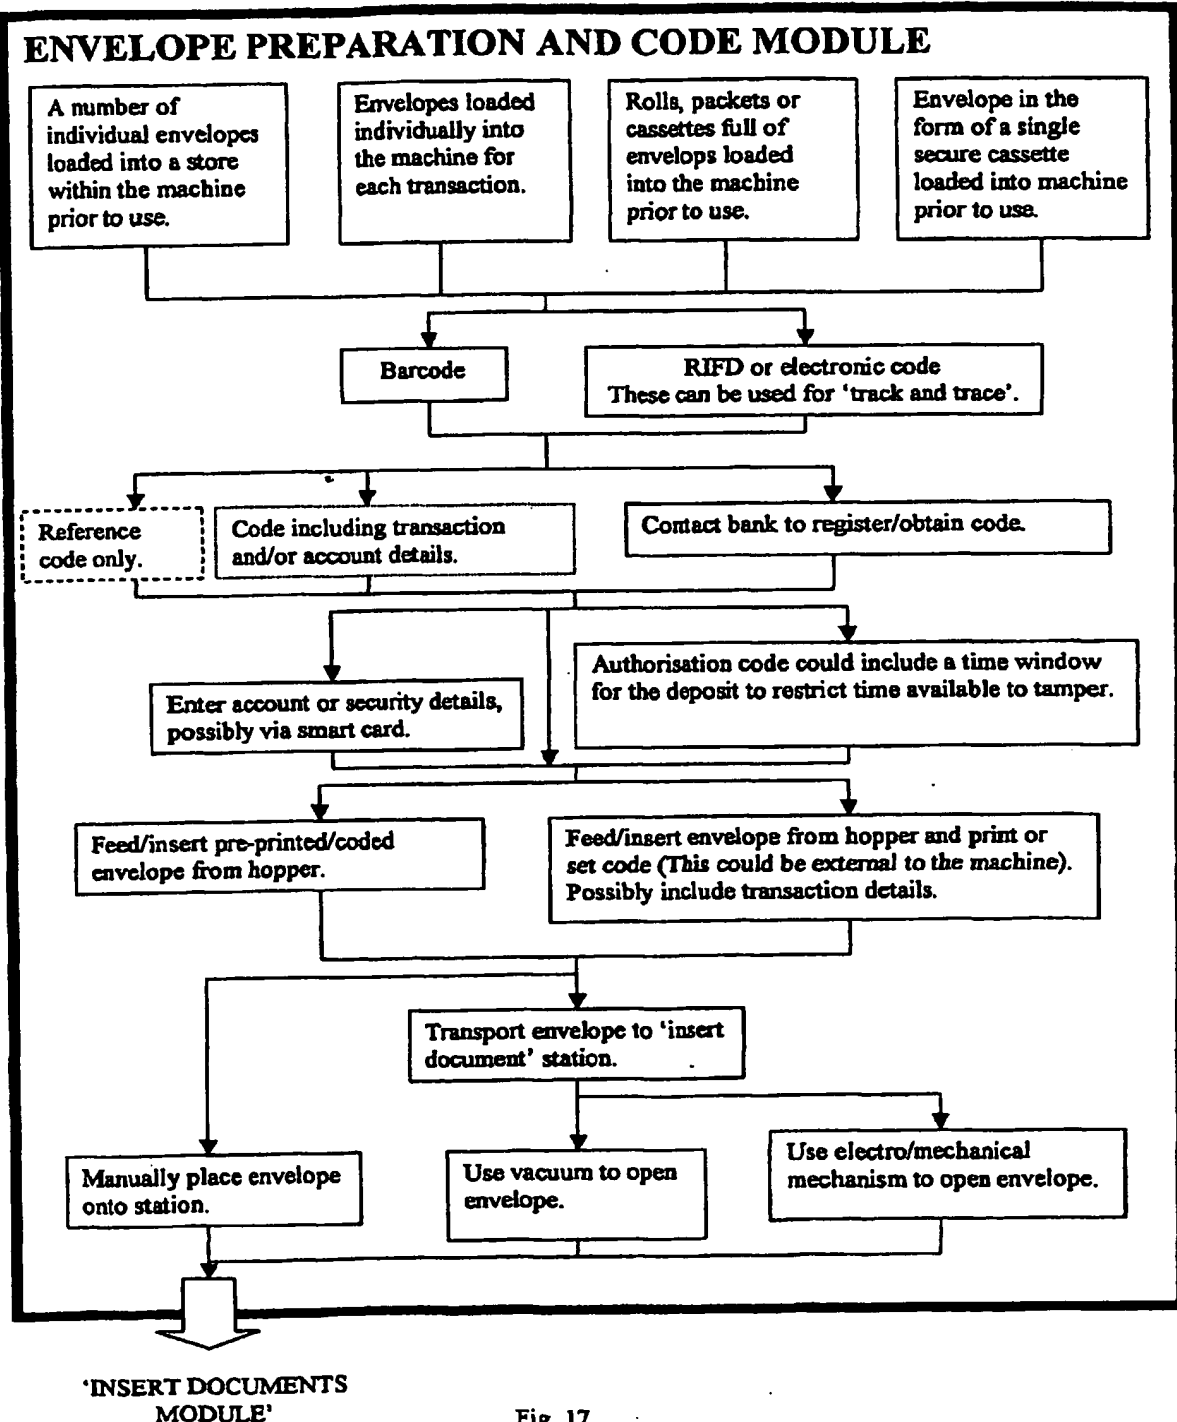 ENVELOPE PREPARATION AND CODE MODULE
A number of
individual envelopes
loaded into a store
within the machine
prior to use.
Envelopes loaded
individually into
the machine for
each transaction.
Rolls, packets or
cassettes full of
envelops loaded
into the machine
prior to use.
Envelope in the
form of a single
secure cassette
loaded into machine
prior to use.
Barcode
RIFD or electronic code
These can be used for ‘track and trace’.
Reference
code only.
Code including transaction
and/or account details.
Contact bank to register/obtain code.
Enter account or security details,
possibly via smart card.
Authorisation code could include a time window
for the deposit to restrict time available to tamper.
Feed/insert pre-printed/coded
envelope from hopper.
Feed/insert envelope from hopper and print or
set code (This could be external to the machine).
Possibly include transaction details.
Transport envelope to ‘insert
document’ station.
Manually place envelope
onto station.
Use vacuum to open
envelope.
Use electro/mechanical
mechanism to open envelope.
‘INSERT DOCUMENTS
MODULE’
Fig. 17